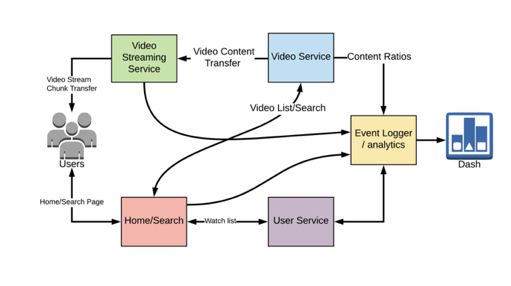 Video
Streaming
Service
Video Content
Transfer
Video Service
Content Ratios
Video Stream
Chunk Transfer
Video List/Search
Users
Event Logger
/ analytics
Dash
Home/Search Page
Home/Search
Watch list
User Service